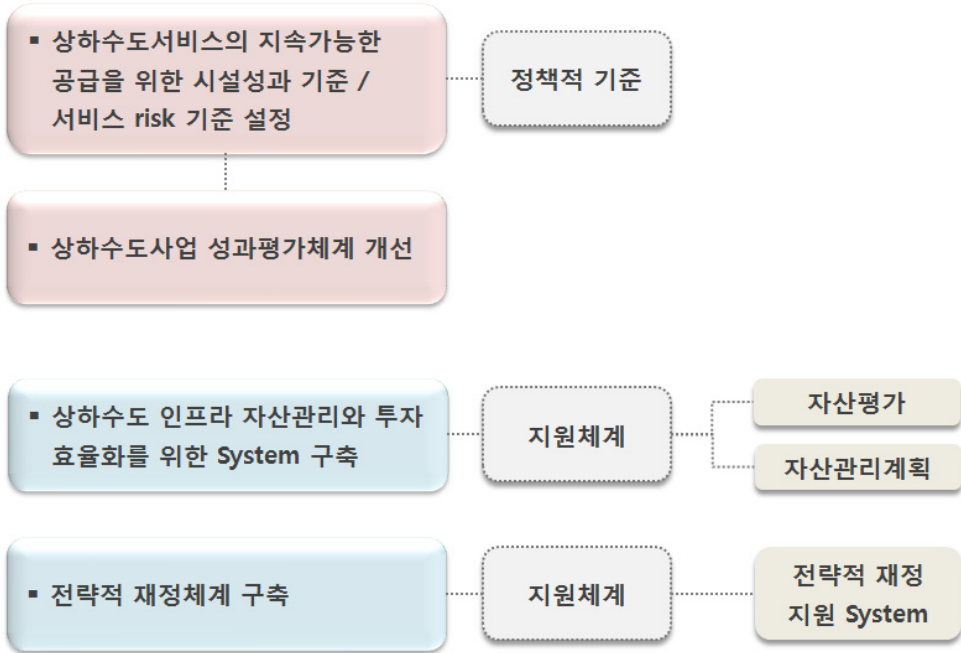 ▪ 상하수도서비스의 지속가능한
공급을 위한 시설성과 기준 /
서비스 risk 기준 설정
정책적 기준
▪ 상하수도사업 성과평가체계 개선
▪ 상하수도 인프라 자산관리와 투자
효율화를 위한 System 구축
지원체계
자산평가
자산관리계획
▪ 전략적 재정체계 구축
지원체계
전략적 재정
지원 System